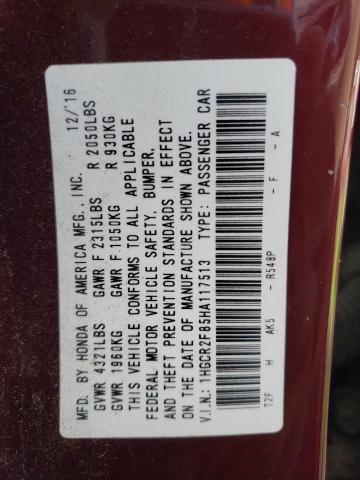 MFD. BY HONDA OF AMERICA MFG., INC. 12/'16
GVWR 4321LBS GAWR F 2315LBS R 2050LBS
GVWR 1960KG GAWR F 1050KG R 930KG
THIS VEHICLE CONFORMS TO ALL APPLICABLE
FEDERAL MOTOR VEHICLE SAFETY, BUMPER,
AND THEFT PREVENTION STANDARDS IN EFFECT
ON THE DATE OF MANUFACTURE SHOWN ABOVE.
V.I.N.: 1HGCR2F85HA117513 TYPE: PASSENGER CAR
T2F H AK5 - R548P - F - A